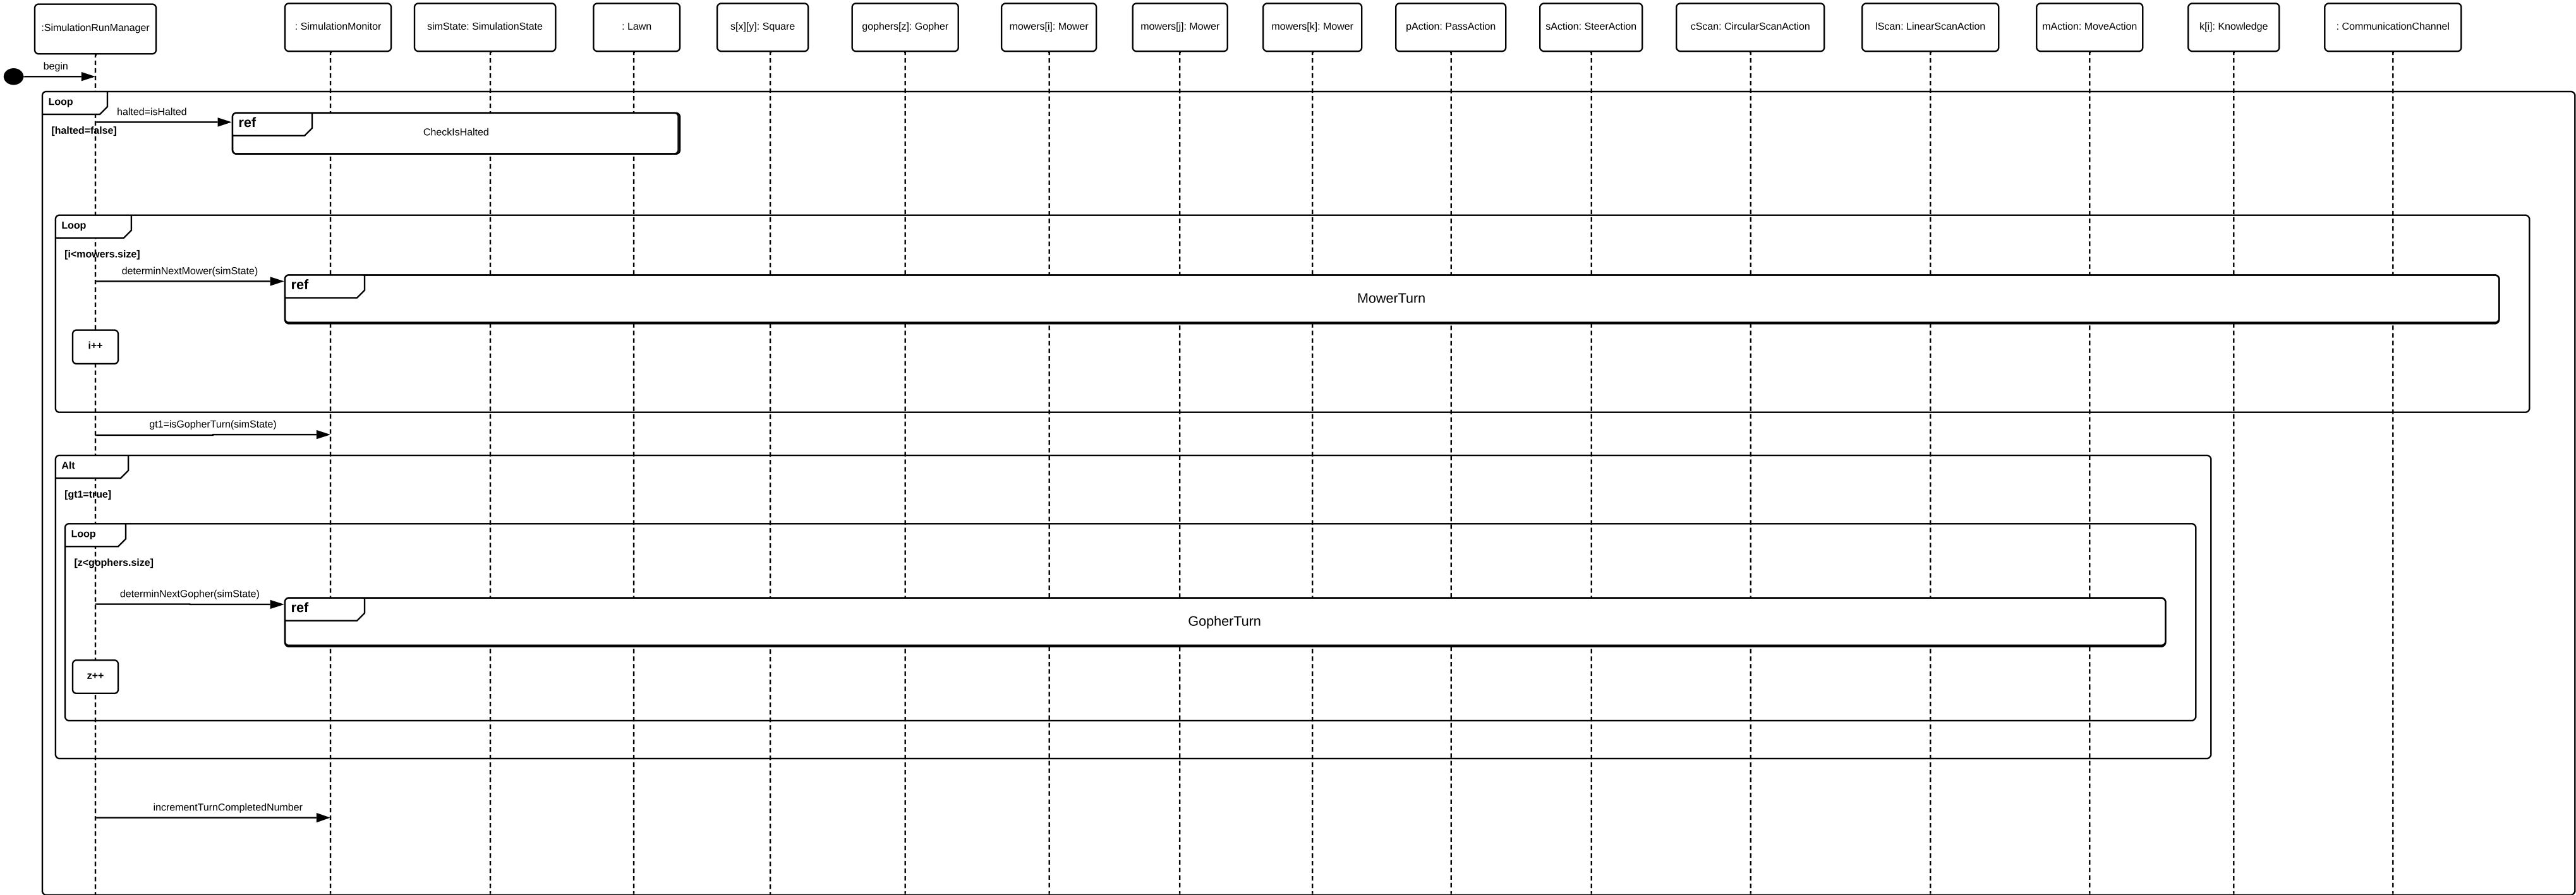 :SimulationRunManager
: SimulationMonitor
simState: SimulationState
: Lawn
s[x][y]: Square
gophers[z]: Gopher
mowers[i]: Mower
mowers[j]: Mower
mowers[k]: Mower
pAction: PassAction
sAction: SteerAction
cScan: CircularScanAction
lScan: LinearScanAction
mAction: MoveAction
k[i]: Knowledge
: CommunicationChannel
begin
Loop
halted=isHalted
[halted=false]
ref
CheckIsHalted
Loop
[i<mowers.size]
determinNextMower(simState)
ref
MowerTurn
i++
gt1=isGopherTurn(simState)
Alt
[gt1=true]
Loop
[z<gophers.size]
determinNextGopher(simState)
ref
GopherTurn
z++
incrementTurnCompletedNumber